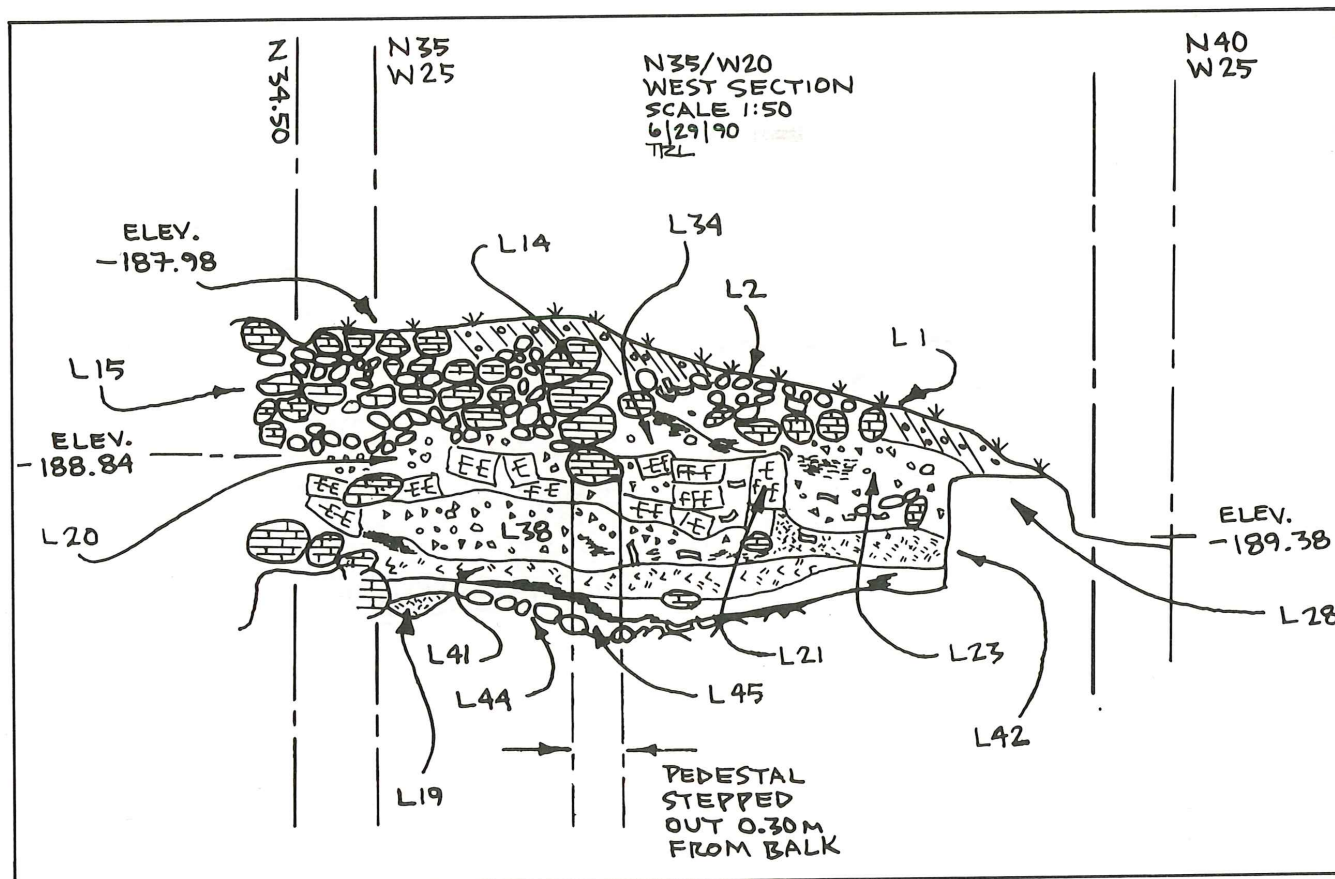 N 34.50
N 35
W 25
N35/W20
WEST SECTION
SCALE 1:50
6/29/90
TRL
N40
W25
ELEV.
-187.98
L14
L34
L2
L1
L15
ELEV.
-188.84
L20
L38
ELEV.
-189.38
L28
L41
L44
L45
L21
L23
L42
L19
PEDESTAL
STEPPED
OUT 0.30M
FROM BALK